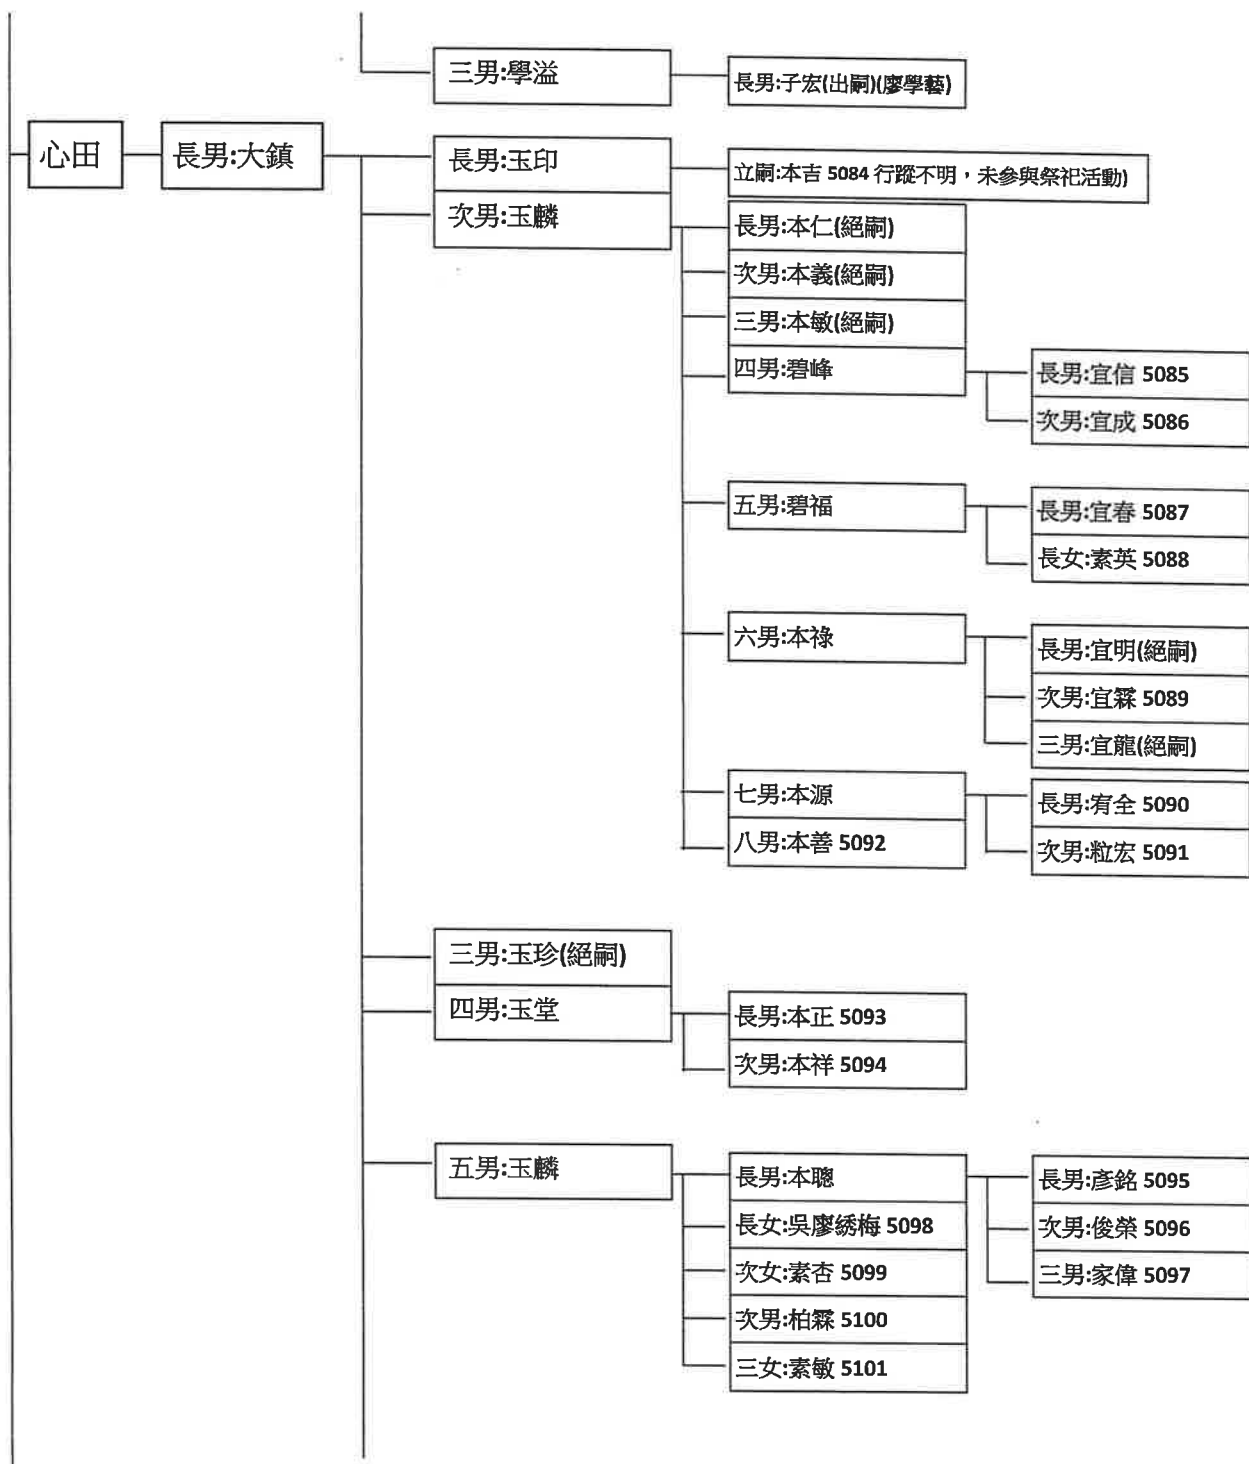 三男:學溢
長男:子宏(出嗣)(廖學藝)
心田
長男:大鎮
長男:玉印
立嗣:本吉 5084 行蹤不明，未參與祭祀活動)
次男:玉麟
長男:本仁(絕嗣)
次男:本義(絕嗣)
三男:本敏(絕嗣)
四男:碧峰
長男:宜信 5085
次男:宜成 5086
五男:碧福
長男:宜春 5087
長女:素英 5088
六男:本祿
長男:宜明(絕嗣)
次男:宜霖 5089
三男:宜龍(絕嗣)
七男:本源
長男:宥全 5090
次男:粒宏 5091
八男:本善 5092
三男:玉珍(絕嗣)
四男:玉堂
長男:本正 5093
次男:本祥 5094
五男:玉麟
長男:本聰
長男:彥銘 5095
次男:俊榮 5096
三男:家偉 5097
長女:吳廖綉梅 5098
次女:素杏 5099
次男:柏霖 5100
三女:素敏 5101